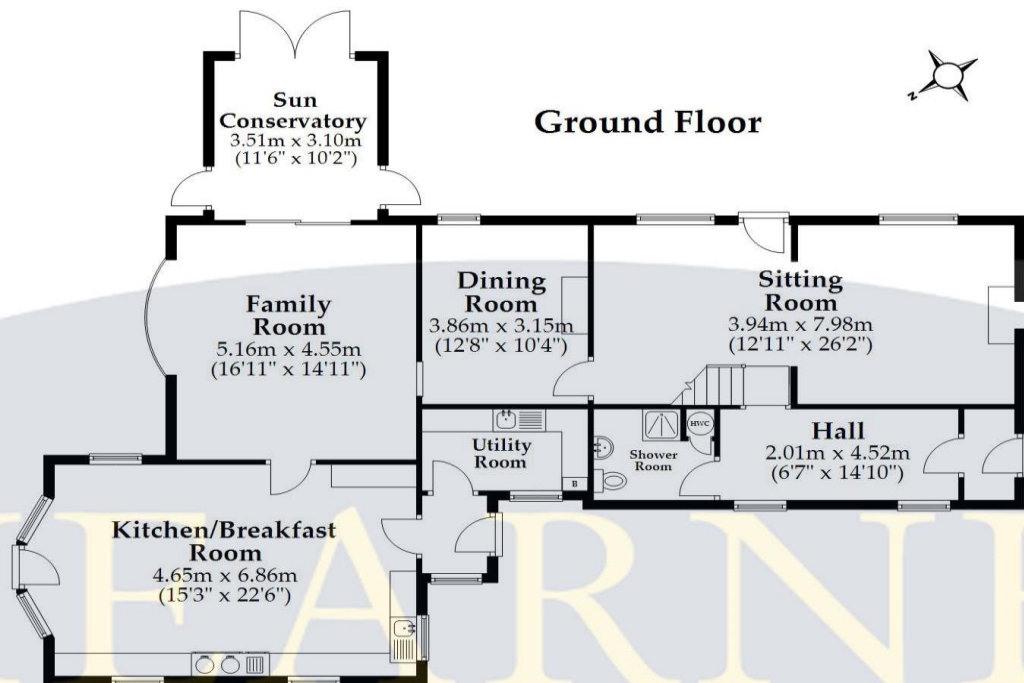 Ground Floor
N
Sun
Conservatory
3.51m x 3.10m
(11'6" x 10'2")
Family
Room
5.16m x 4.55m
(16'11" x 14'11")
Dining
Room
3.86m x 3.15m
(12'8" x 10'4")
Sitting
Room
3.94m x 7.98m
(12'11" x 26'2")
Utility
Room
B
Shower
Room
HWC
Hall
2.01m x 4.52m
(6'7" x 14'10")
Kitchen/Breakfast
Room
4.65m x 6.86m
(15'3" x 22'6")
EARNE